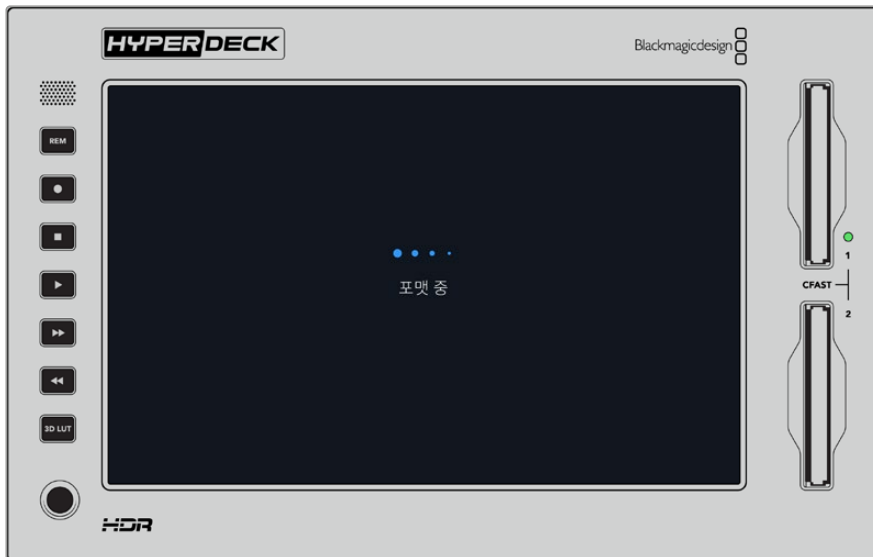 HYPERDECK
Blackmagicdesign
REM
3D LUT
포맷 중
1
CFAST
2
HDR